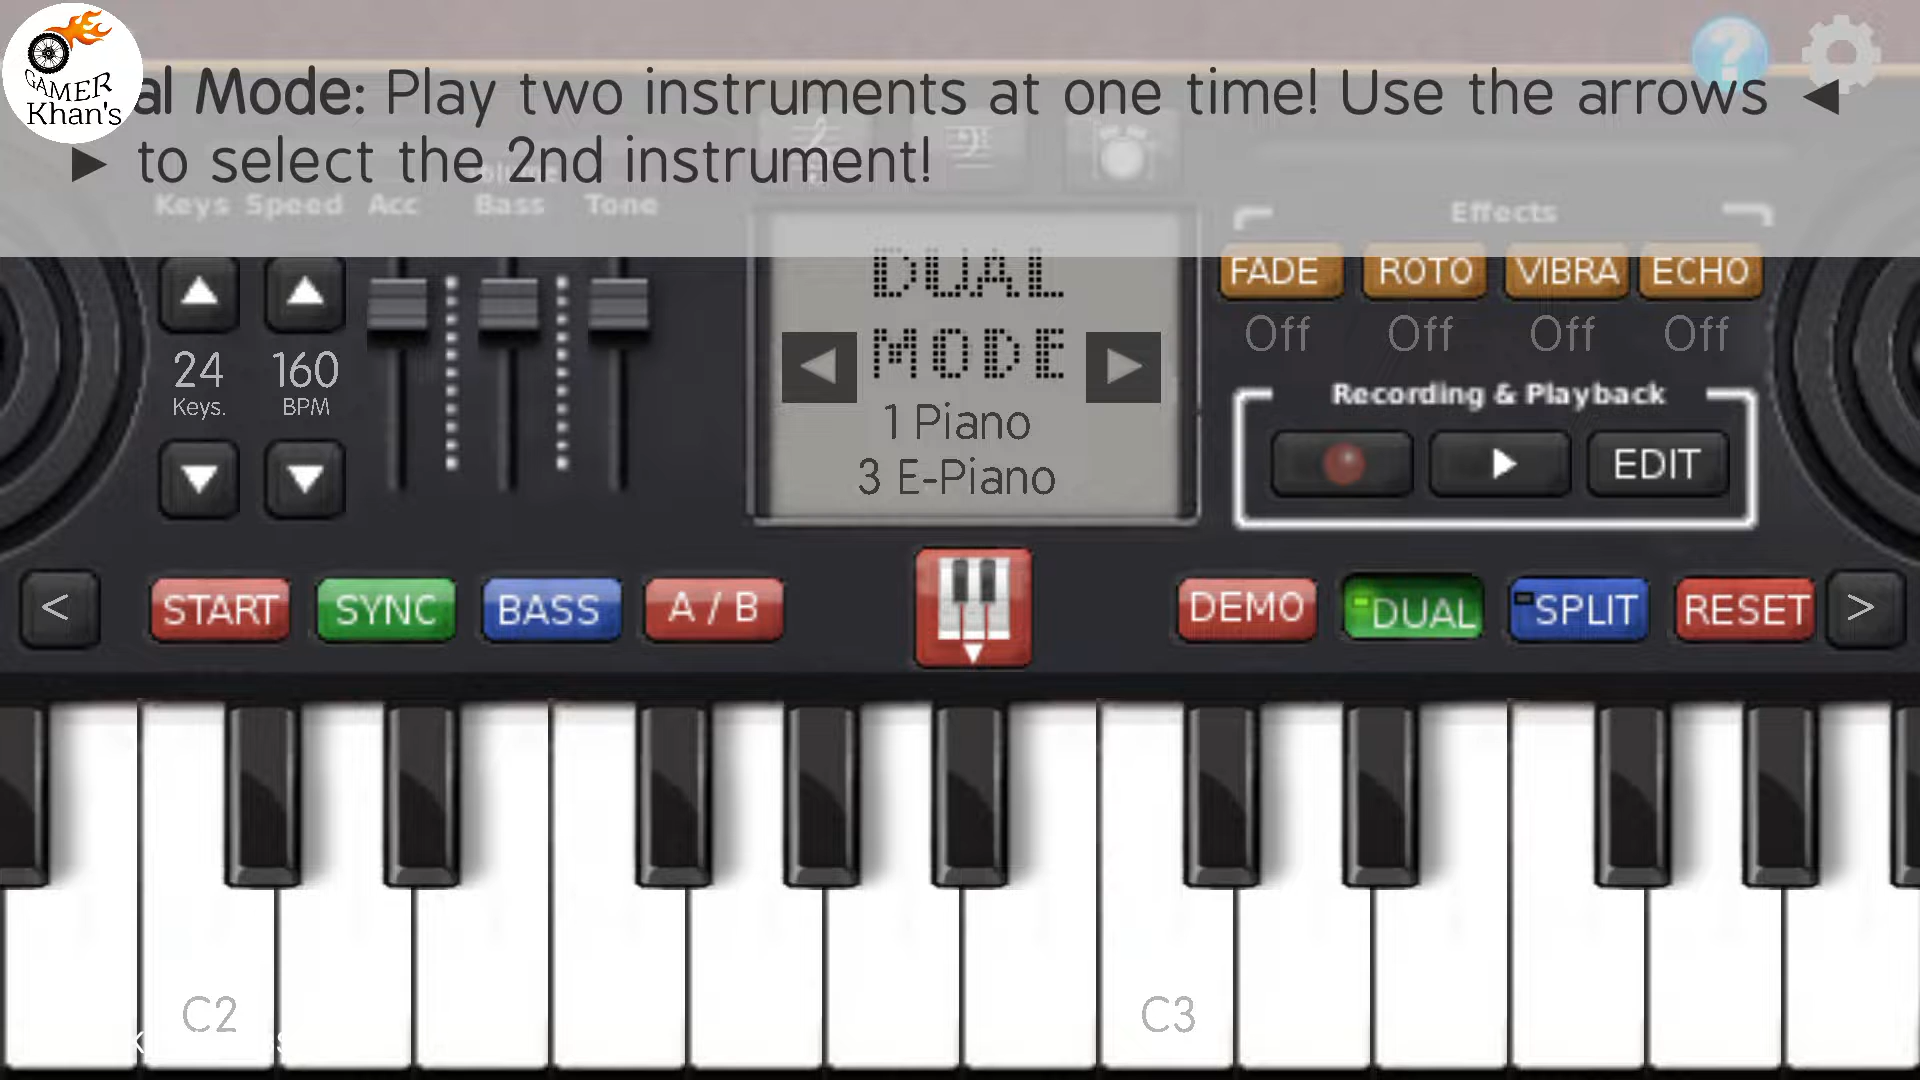 GAMER
Khan's
al Mode: Play two instruments at one time! Use the arrows ◄
► to select the 2nd instrument!
Keys Speed Acc Bass Tone
Effects
DUAL
MODE
1 Piano
3 E-Piano
FADE ROTO VIBRA ECHO
Off Off Off Off
24 160
Keys. BPM
Recording & Playback
EDIT
< START SYNC BASS A / B DEMO DUAL SPLIT RESET >
C2 C3